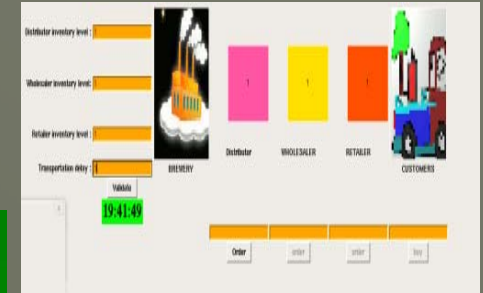 Distributor inventory level :
Wholesaler inventory level:
Retailer inventory level :
Transportation delay :
Validate
19:41:49
BREWERY
1
Distributor
1
WHOLESALER
1
RETAILER
CUSTOMERS
Order
order
order
buy